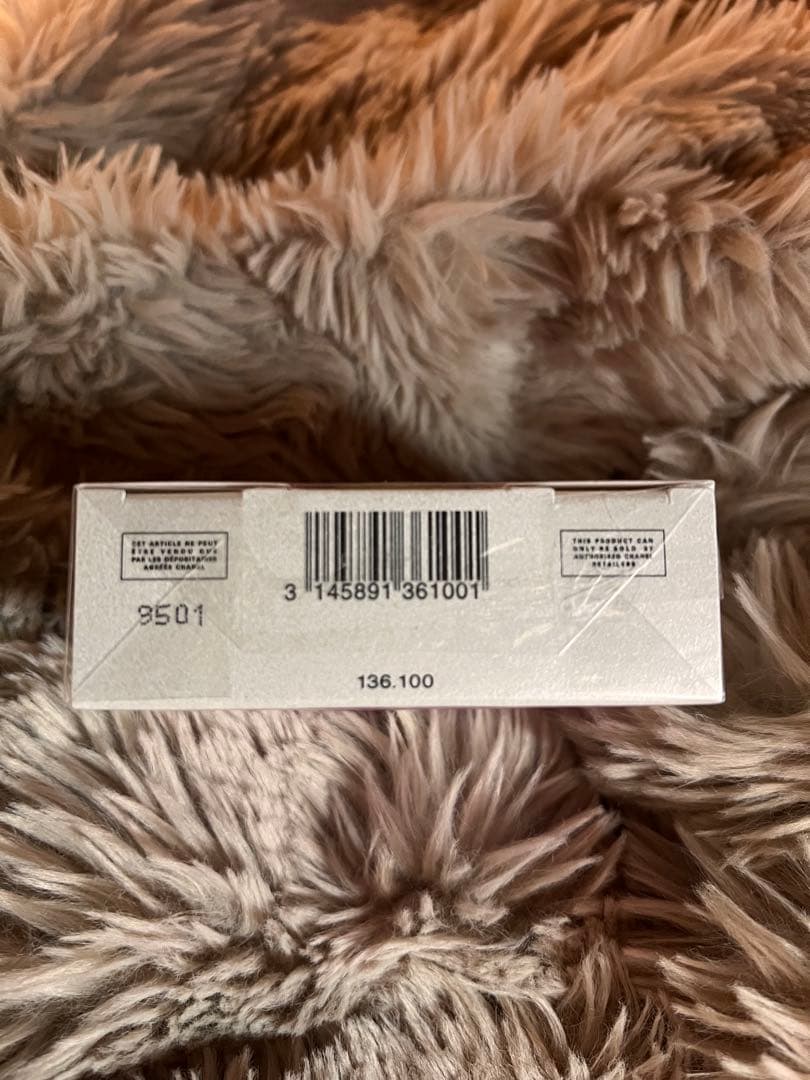 CET ARTICLE NE PEUT
ÊTRE VENDU QUE
PAR LES DÉPOSITAIRES
AGRÉÉS CHANEL
9501
3 145891 361001
136.100
THIS PRODUCT CAN
ONLY BE SOLD BY
AUTHORIZED CHANEL
RETAILERS